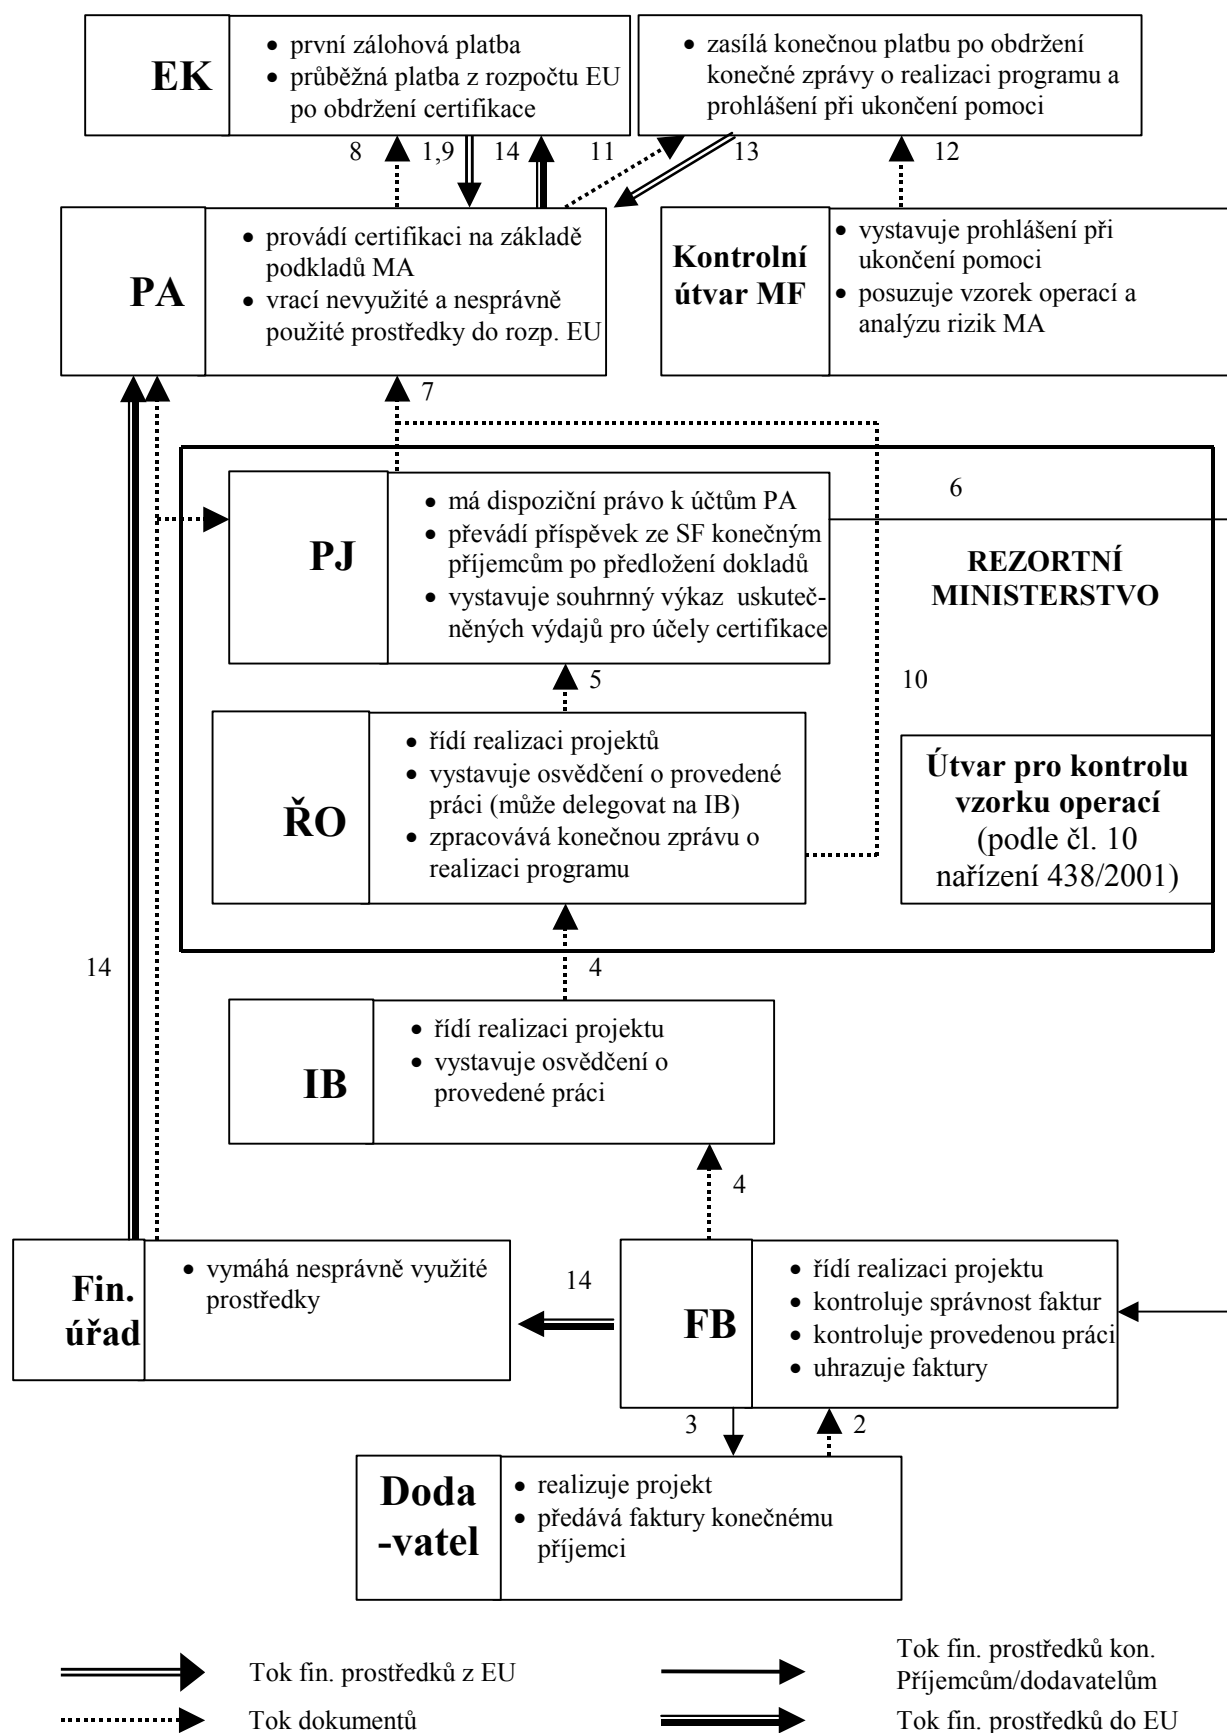 EK
• první zálohová platba
• průběžná platba z rozpočtu EU
po obdržení certifikace
• zasílá konečnou platbu po obdržení
konečné zprávy o realizaci programu a
prohlášení při ukončení pomoci
8
1,9
14
11
13
12
PA
• provádí certifikaci na základě
podkladů MA
• vrací nevyužité a nesprávně
použité prostředky do rozp. EU
Kontrolní
útvar MF
• vystavuje prohlášení při
ukončení pomoci
• posuzuje vzorek operací a
analýzu rizik MA
7
PJ
• má dispoziční právo k účtům PA
• převádí příspěvek ze SF konečným
příjemcům po předložení dokladů
• vystavuje souhrnný výkaz uskuteč-
něných výdajů pro účely certifikace
6
REZORTNÍ
MINISTERSTVO
5
10
ŘO
• řídí realizaci projektů
• vystavuje osvědčení o provedené
práci (může delegovat na IB)
• zpracovává konečnou zprávu o
realizaci programu
Útvar pro kontrolu
vzorku operací
(podle čl. 10
nařízení 438/2001)
14
4
IB
• řídí realizaci projektu
• vystavuje osvědčení o
provedené práci
4
Fin.
úřad
• vymáhá nesprávně využité
prostředky
14
FB
• řídí realizaci projektu
• kontroluje správnost faktur
• kontroluje provedenou práci
• uhrazuje faktury
3
2
Doda
-vatel
• realizuje projekt
• předává faktury konečnému
příjemci
Tok fin. prostředků z EU
Tok fin. prostředků kon.
Příjemcům/dodavatelům
Tok dokumentů
Tok fin. prostředků do EU